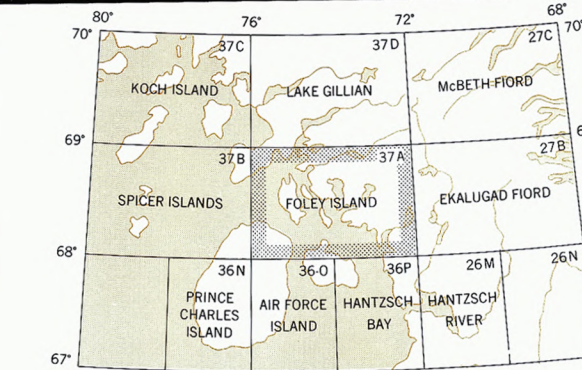 80° 76° 72° 68°
70° 37C 37D 27C 70°
KOCH ISLAND LAKE GILLIAN McBETH FIORD
69°
37B 37A 27B
SPICER ISLANDS FOLEY ISLAND EKALUGAD FIORD
68°
36N 36-O 36P 26M 26N
PRINCE CHARLES ISLAND
AIR FORCE ISLAND
HANTZSCH BAY
HANTZSCH RIVER
67°